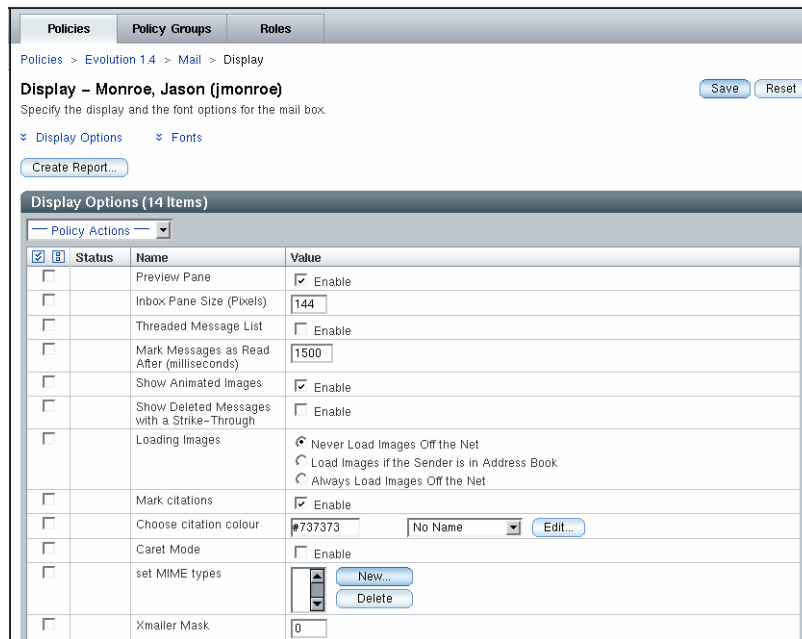 Policies Policy Groups Roles
Policies > Evolution 1.4 > Mail > Display
Display – Monroe, Jason (jmonroe)
Save Reset
Specify the display and the font options for the mail box.
Display Options Fonts
Create Report...
Display Options (14 Items)
— Policy Actions —
Status Name Value
Preview Pane Enable
Inbox Pane Size (Pixels) 144
Threaded Message List Enable
Mark Messages as Read
After (milliseconds)
1500
Show Animated Images Enable
Show Deleted Messages
with a Strike-Through
Enable
Loading Images Never Load Images Off the Net
Load Images if the Sender is in Address Book
Always Load Images Off the Net
Mark citations Enable
Choose citation colour #737373 No Name Edit...
Caret Mode Enable
set MIME types New...
Delete
Xmailer Mask 0